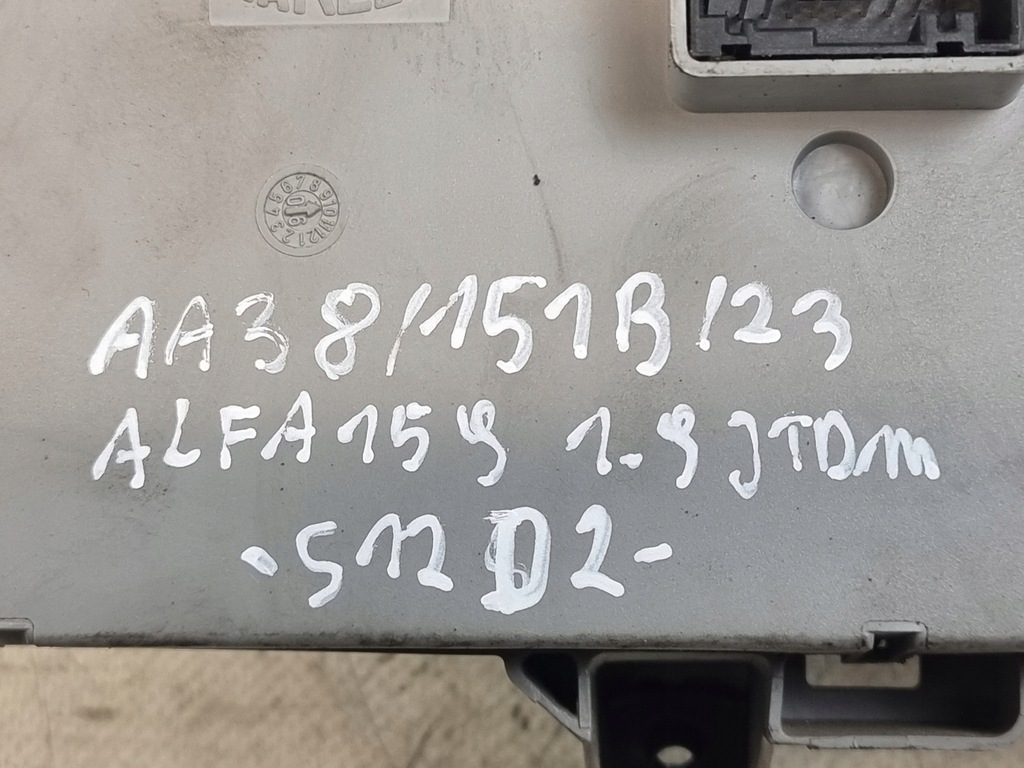 AA38/151B/23
ALFA159 1.9 JTDm
-S12D2-